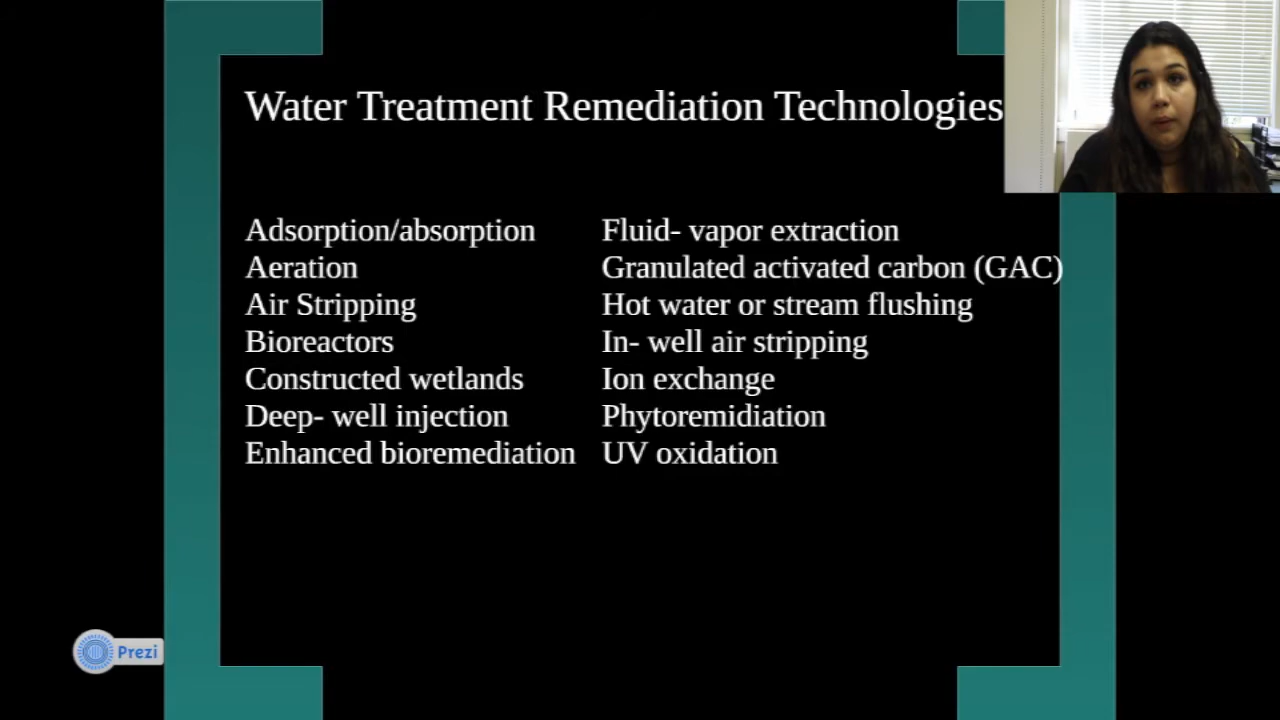 Water Treatment Remediation Technologies
Adsorption/absorption
Aeration
Air Stripping
Bioreactors
Constructed wetlands
Deep- well injection
Enhanced bioremediation
Fluid- vapor extraction
Granulated activated carbon (GAC)
Hot water or stream flushing
In- well air stripping
Ion exchange
Phytoremidiation
UV oxidation
Prezi